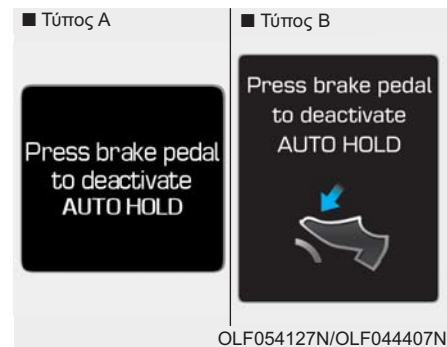 ■ Τύπος A
Press brake pedal
to deactivate
AUTO HOLD
■ Τύπος B
Press brake pedal
to deactivate
AUTO HOLD
OLF054127N/OLF044407N